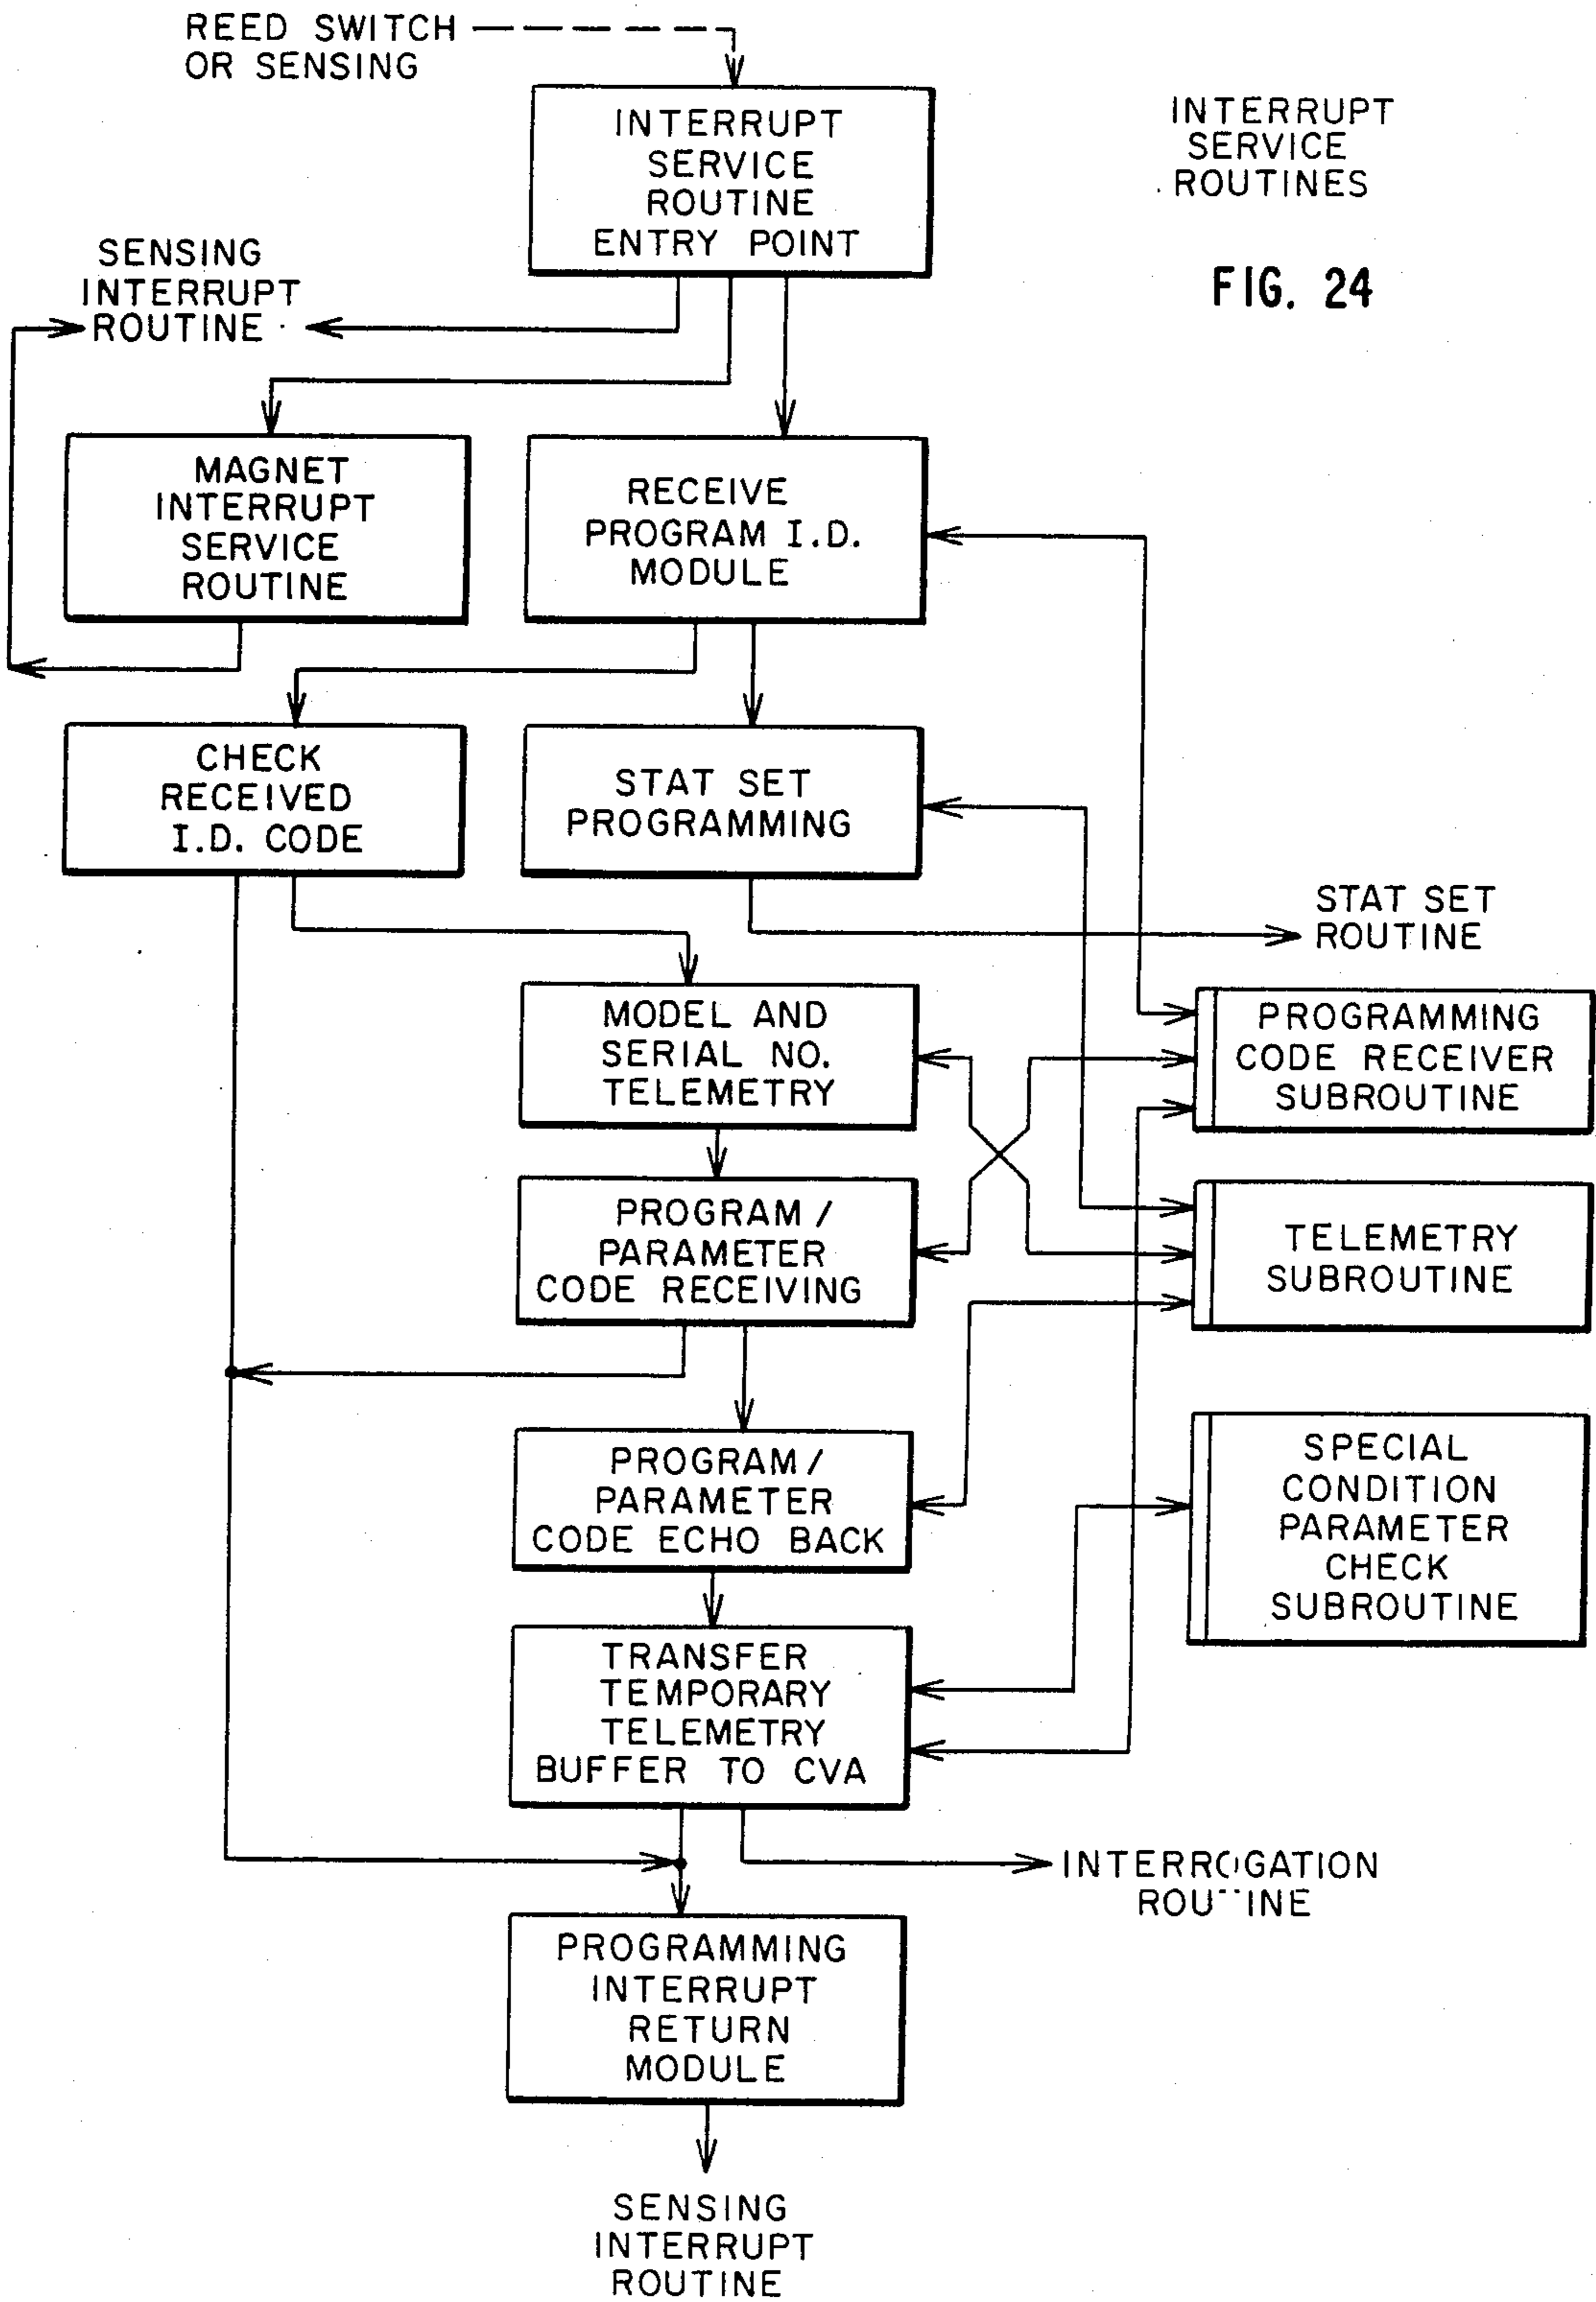 REED SWITCH
OR SENSING
INTERRUPT
SERVICE
ROUTINE
ENTRY POINT
INTERRUPT
SERVICE
ROUTINES
FIG. 24
SENSING
INTERRUPT
ROUTINE
MAGNET
INTERRUPT
SERVICE
ROUTINE
RECEIVE
PROGRAM I.D.
MODULE
CHECK
RECEIVED
I.D. CODE
STAT SET
PROGRAMMING
STAT SET
ROUTINE
MODEL AND
SERIAL NO.
TELEMETRY
PROGRAMMING
CODE RECEIVER
SUBROUTINE
PROGRAM /
PARAMETER
CODE RECEIVING
TELEMETRY
SUBROUTINE
PROGRAM /
PARAMETER
CODE ECHO BACK
SPECIAL
CONDITION
PARAMETER
CHECK
SUBROUTINE
TRANSFER
TEMPORARY
TELEMETRY
BUFFER TO CVA
INTERROGATION
ROUTINE
PROGRAMMING
INTERRUPT
RETURN
MODULE
SENSING
INTERRUPT
ROUTINE